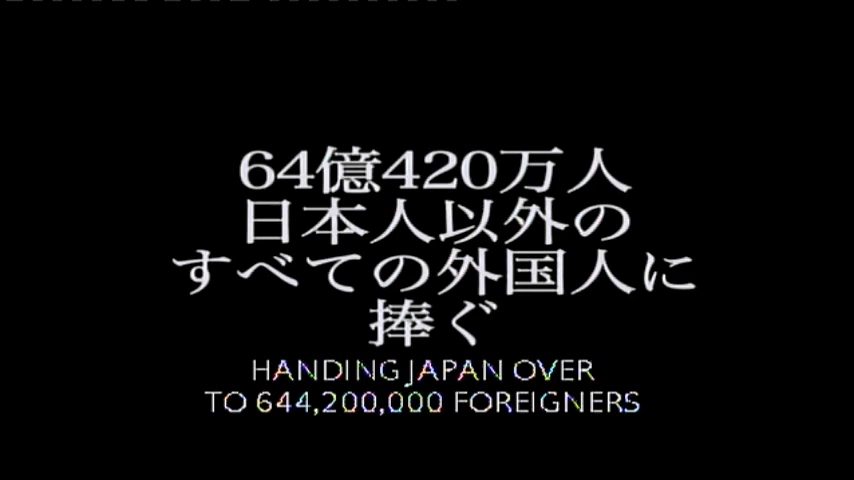 64億420万人
日本人以外の
すべての外国人に
捧ぐ
HANDING JAPAN OVER
TO 644,200,000 FOREIGNERS